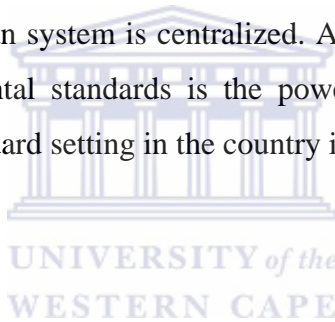 n system is centralized. A
ntal standards is the powe
ard setting in the country i
UNIVERSITY of the
WESTERN CAPE